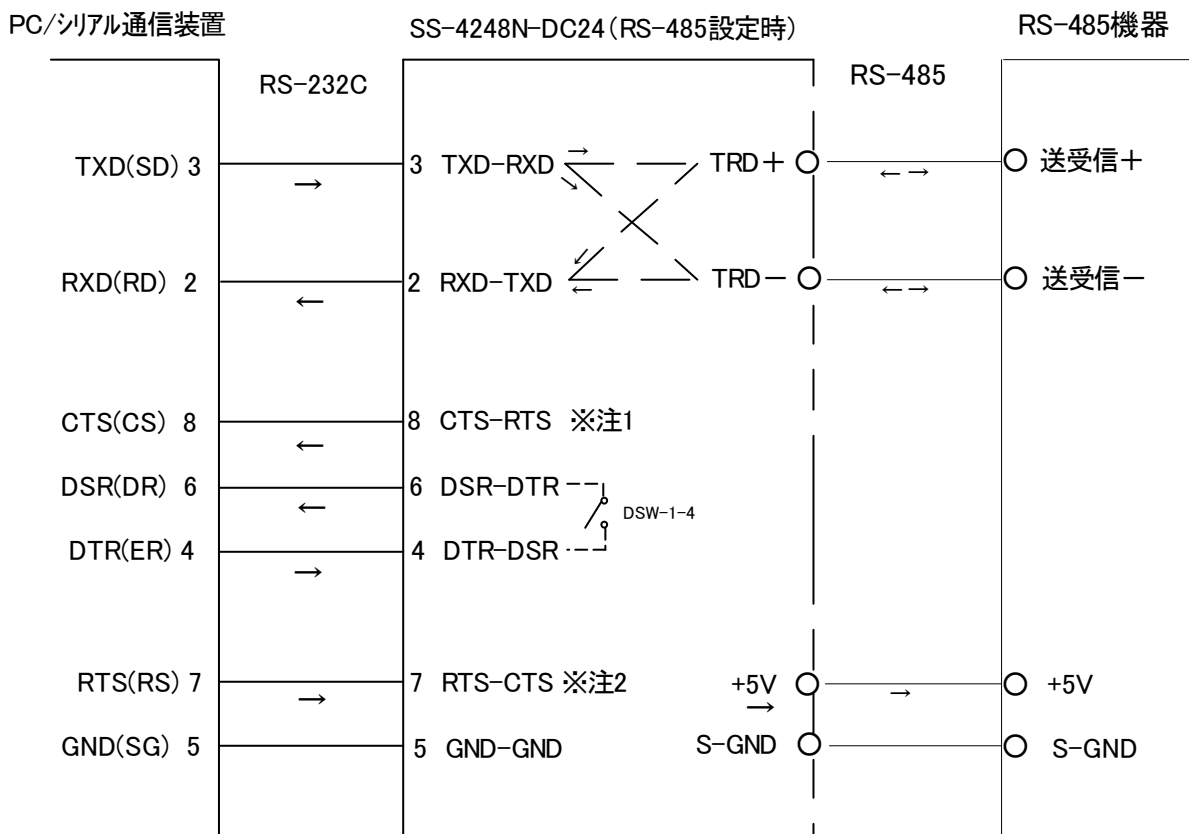 PC/シリアル通信装置 SS-4248N-DC24(RS-485設定時) RS-485機器
RS-232C RS-485
TXD(SD) 3 3 TXD-RXD TRD+ 送受信+
RXD(RD) 2 2 RXD-TXD TRD- 送受信-
CTS(CS) 8 8 CTS-RTS ※注1
DSR(DR) 6 6 DSR-DTR
DSW-1-4
DTR(ER) 4 4 DTR-DSR
RTS(RS) 7 7 RTS-CTS ※注2 +5V +5V
GND(SG) 5 5 GND-GND S-GND S-GND